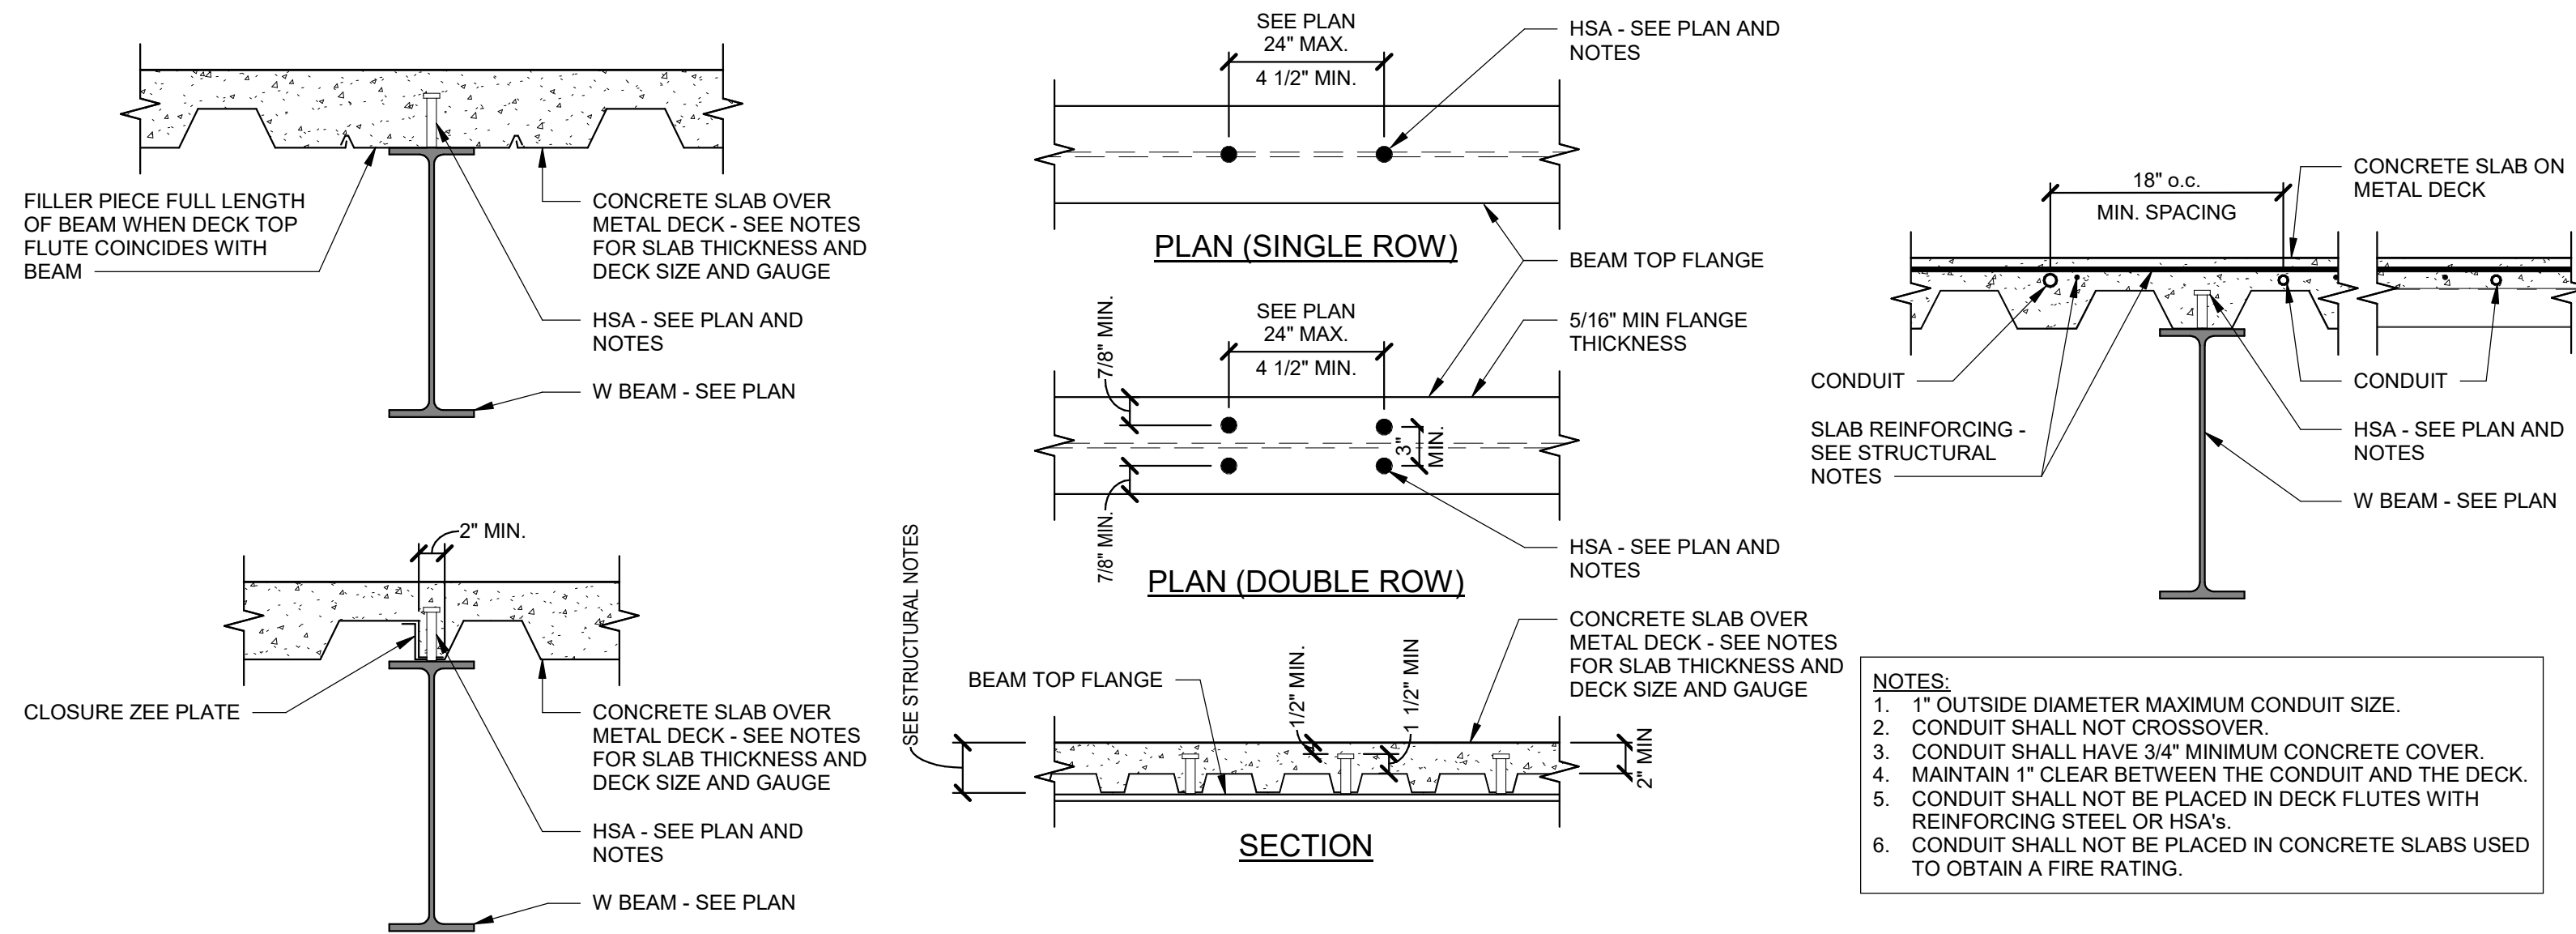 FILLER PIECE FULL LENGTH
OF BEAM WHEN DECK TOP
FLUTE COINCIDES WITH
BEAM
CONCRETE SLAB OVER
METAL DECK - SEE NOTES
FOR SLAB THICKNESS AND
DECK SIZE AND GAUGE
HSA - SEE PLAN AND
NOTES
W BEAM - SEE PLAN
2" MIN.
CLOSURE ZEE PLATE
CONCRETE SLAB OVER
METAL DECK - SEE NOTES
FOR SLAB THICKNESS AND
DECK SIZE AND GAUGE
HSA - SEE PLAN AND
NOTES
W BEAM - SEE PLAN
SEE PLAN
24" MAX.
4 1/2" MIN.
HSA - SEE PLAN AND
NOTES
PLAN (SINGLE ROW)
BEAM TOP FLANGE
SEE PLAN
24" MAX.
4 1/2" MIN.
7/8" MIN.
5/16" MIN FLANGE
THICKNESS
3"
MIN.
7/8" MIN.
HSA - SEE PLAN AND
NOTES
PLAN (DOUBLE ROW)
SEE STRUCTURAL NOTES
BEAM TOP FLANGE
1/2" MIN.
1 1/2" MIN
CONCRETE SLAB OVER
METAL DECK - SEE NOTES
FOR SLAB THICKNESS AND
DECK SIZE AND GAUGE
2" MIN
SECTION
18" o.c.
MIN. SPACING
CONCRETE SLAB ON
METAL DECK
CONDUIT
SLAB REINFORCING -
SEE STRUCTURAL
NOTES
CONDUIT
HSA - SEE PLAN AND
NOTES
W BEAM - SEE PLAN
NOTES:
1. 1" OUTSIDE DIAMETER MAXIMUM CONDUIT SIZE.
2. CONDUIT SHALL NOT CROSSOVER.
3. CONDUIT SHALL HAVE 3/4" MINIMUM CONCRETE COVER.
4. MAINTAIN 1" CLEAR BETWEEN THE CONDUIT AND THE DECK.
5. CONDUIT SHALL NOT BE PLACED IN DECK FLUTES WITH
REINFORCING STEEL OR HSA's.
6. CONDUIT SHALL NOT BE PLACED IN CONCRETE SLABS USED
TO OBTAIN A FIRE RATING.